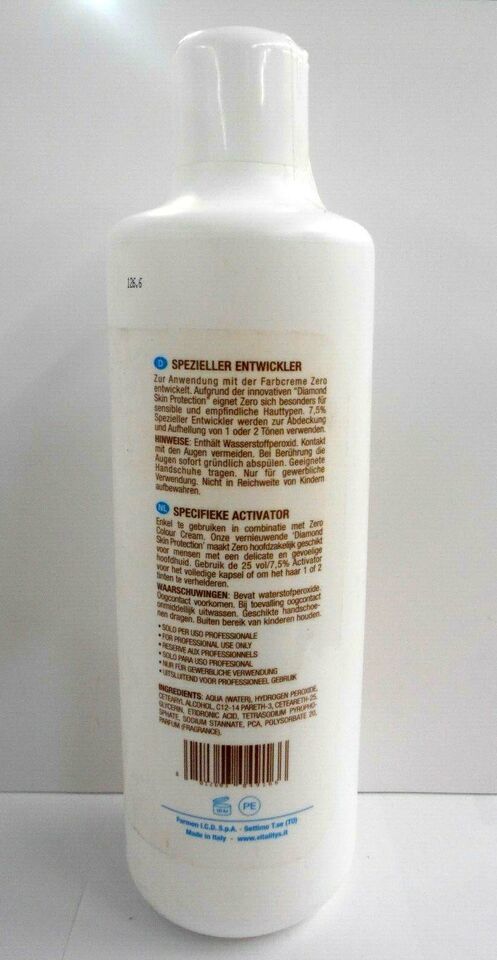 126.6
D SPEZIELLER ENTWICKLER
Zur Anwendung mit der Farbcreme Zero
entwickelt. Aufgrund der innovativen "Diamond
Skin Protection" eignet Zero sich besonders für
sensible und empfindliche Hauttypen. 7,5%
Spezieller Entwickler werden zur Abdeckung
und Aufhellung von 1 oder 2 Tönen verwenden.
HINWEISE: Enthält Wasserstoffperoxid. Kontakt
mit den Augen vermeiden. Bei Berührung die
Augen sofort gründlich abspülen. Geeignete
Handschuhe tragen. Nur für gewerbliche
Verwendung. Nicht in Reichweite von Kindern
aufbewahren.
NL SPECIFIEKE ACTIVATOR
Enkel te gebruiken in combinatie met Zero
Colour Cream. Onze vernieuwende 'Diamond
Skin Protection' maakt Zero hoofdzakelijk geschikt
voor mensen met een delicate en gevoelige
hoofdhuid. Gebruik de 25 vol/7,5% Activator
voor het volledige kapsel of om het haar 1 of 2
tinten te verhelderen.
WAARSCHUWINGEN: Bevat waterstofperoxide.
Oogcontact voorkomen. Bij toevalling oogcontact
onmiddellijk uitwassen. Geschikte handschoe-
nen dragen. Buiten bereik van kinderen houden.
• SOLO PER USO PROFESSIONALE
• FOR PROFESSIONAL USE ONLY
• RESERVE AUX PROFESSIONNELS
• SOLO PARA USO PROFESIONAL
• NUR FÜR GEWERBLICHE VERWENDUNG
• UITSLUITEND VOOR PROFESSIONEEL GEBRUIK
INGREDIENTS: AQUA (WATER), HYDROGEN PEROXIDE,
CETEARYL ALCOHOL, C12-14 PARETH-3, CETEARETH-25,
GLYCERIN, ETIDRONIC ACID, TETRASODIUM PYROPHO-
SPHATE, SODIUM STANNATE, PCA, POLYSORBATE 20,
PARFUM (FRAGRANCE).
PE
Farmen I.C.D. S.p.A. - Settimo T.se (TO)
Made in Italy - www.vitalitys.it